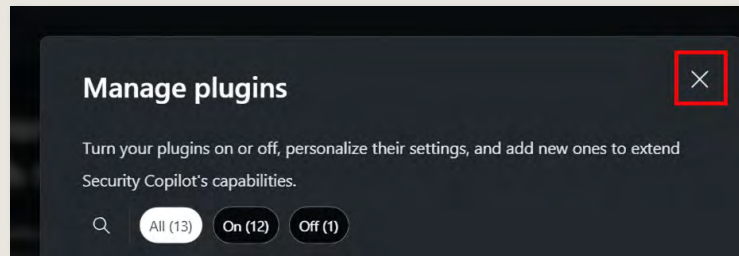 Manage plugins
Turn your plugins on or off, personalize their settings, and add new ones to extend
Security Copilot's capabilities.
All (13) On (12) Off (1)